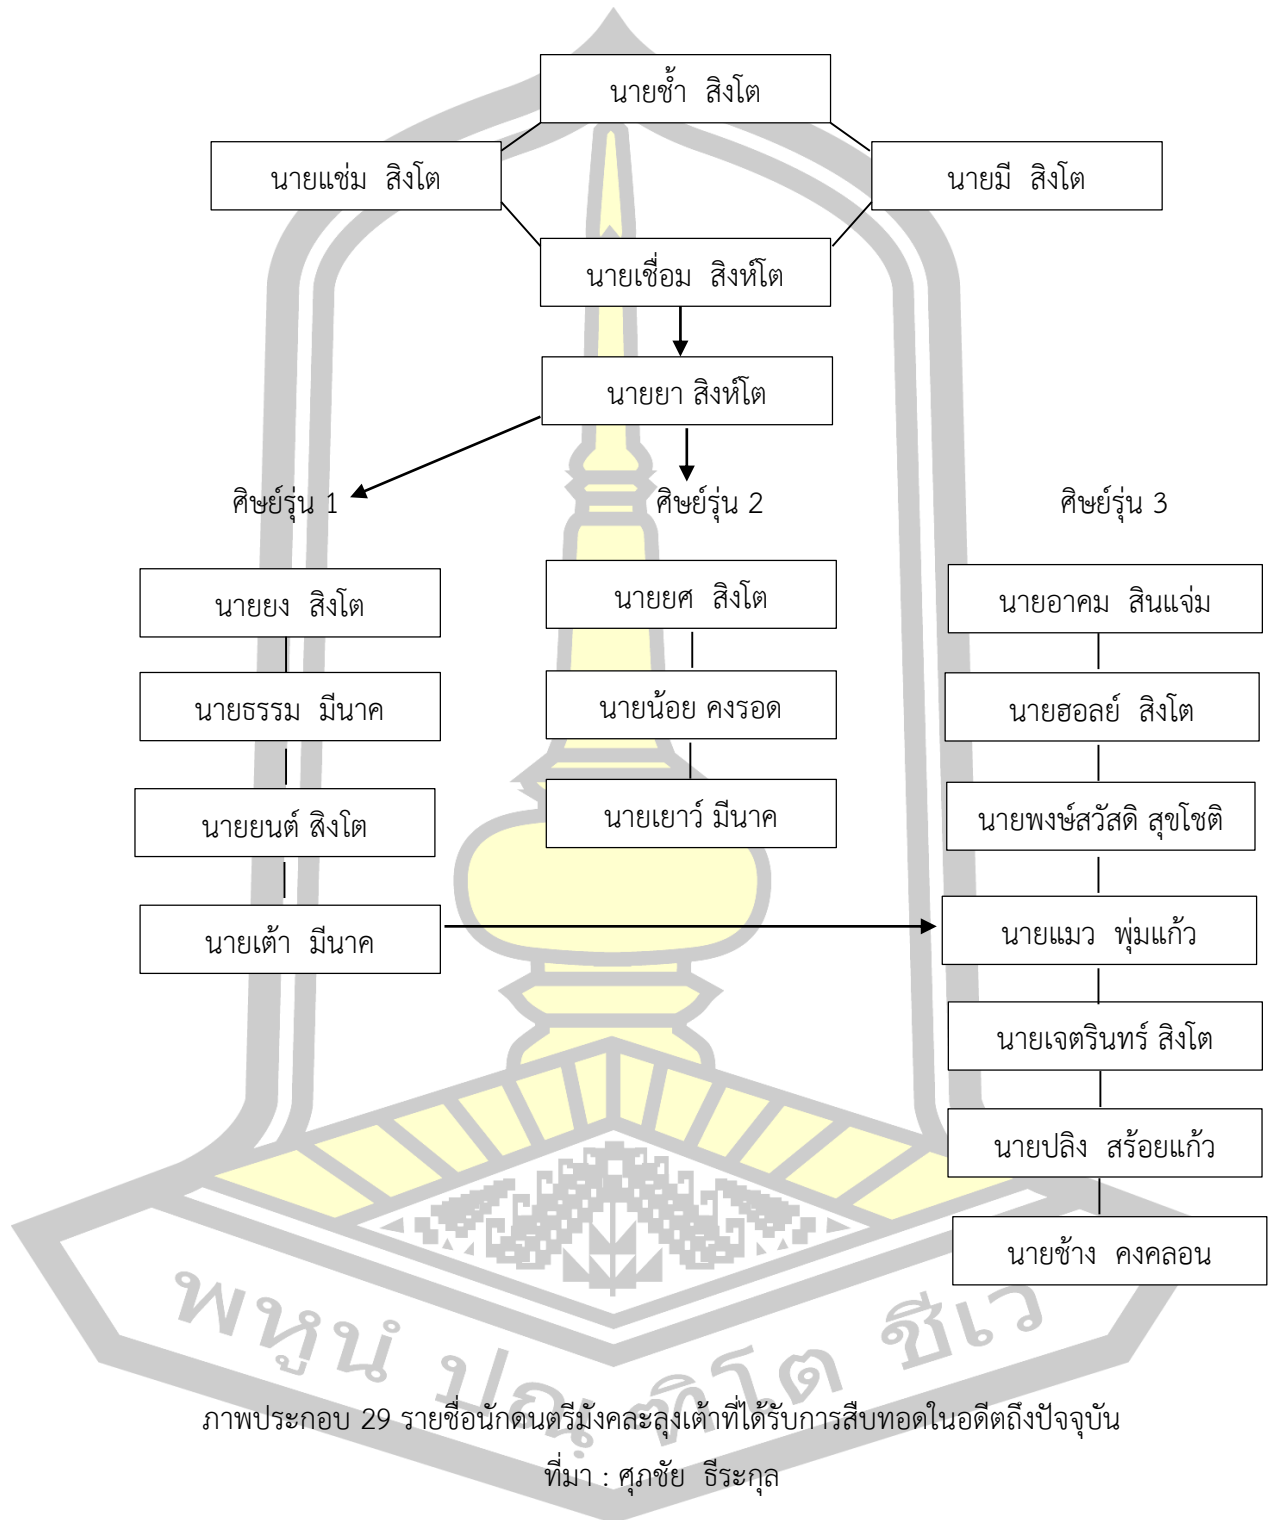 นายช้ำ สิงโต
นายแช่ม สิงโต
นายมี สิงโต
นายเชื่อม สิงห์โต
นายยา สิงห์โต
ศิษย์รุ่น 1
ศิษย์รุ่น 2
ศิษย์รุ่น 3
นายยง สิงโต
นายยศ สิงโต
นายอาคม สินแจ่ม
นายธรรม มีนาค
นายน้อย คงรอด
นายฮอลย์ สิงโต
นายยนต์ สิงโต
นายเยาว์ มีนาค
นายพงษ์สวัสดิ สุขโชติ
นายเต้า มีนาค
นายแมว พุ่มแก้ว
นายเจตรินทร์ สิงโต
นายปลิง สร้อยแก้ว
นายช้าง คงคลอน
พหูนํ ปณฺฑิโต ชีเว
ภาพประกอบ 29 รายชื่อนักดนตรีมังคละลุงเต้าที่ได้รับการสืบทอดในอดีตถึงปัจจุบัน
ที่มา : ศุภชัย ธีระกุล